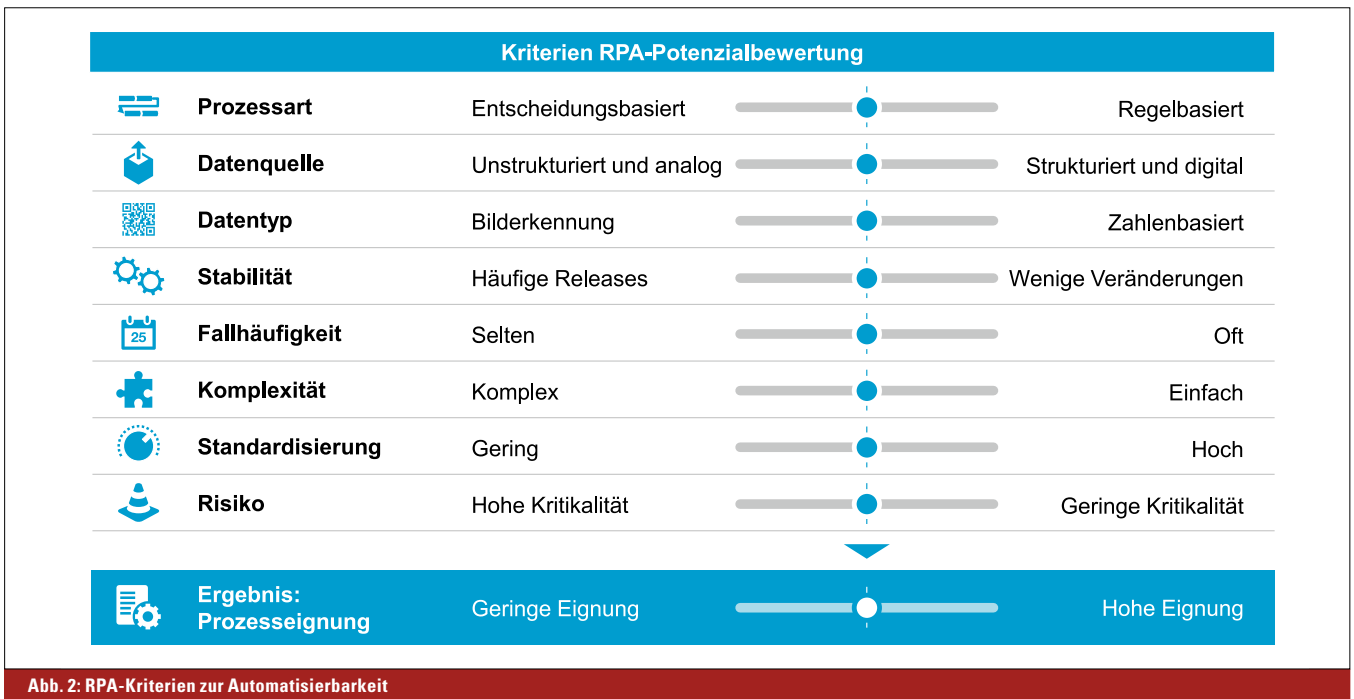 Kriterien RPA-Potenzialbewertung
Prozessart Entscheidungsbasiert Regelbasiert
Datenquelle Unstrukturiert und analog Strukturiert und digital
Datentyp Bilderkennung Zahlenbasiert
Stabilität Häufige Releases Wenige Veränderungen
25
Fallhäufigkeit Selten Oft
Komplexität Komplex Einfach
Standardisierung Gering Hoch
Risiko Hohe Kritikalität Geringe Kritikalität
Ergebnis:
Prozesseignung Geringe Eignung Hohe Eignung
Abb. 2: RPA-Kriterien zur Automatisierbarkeit